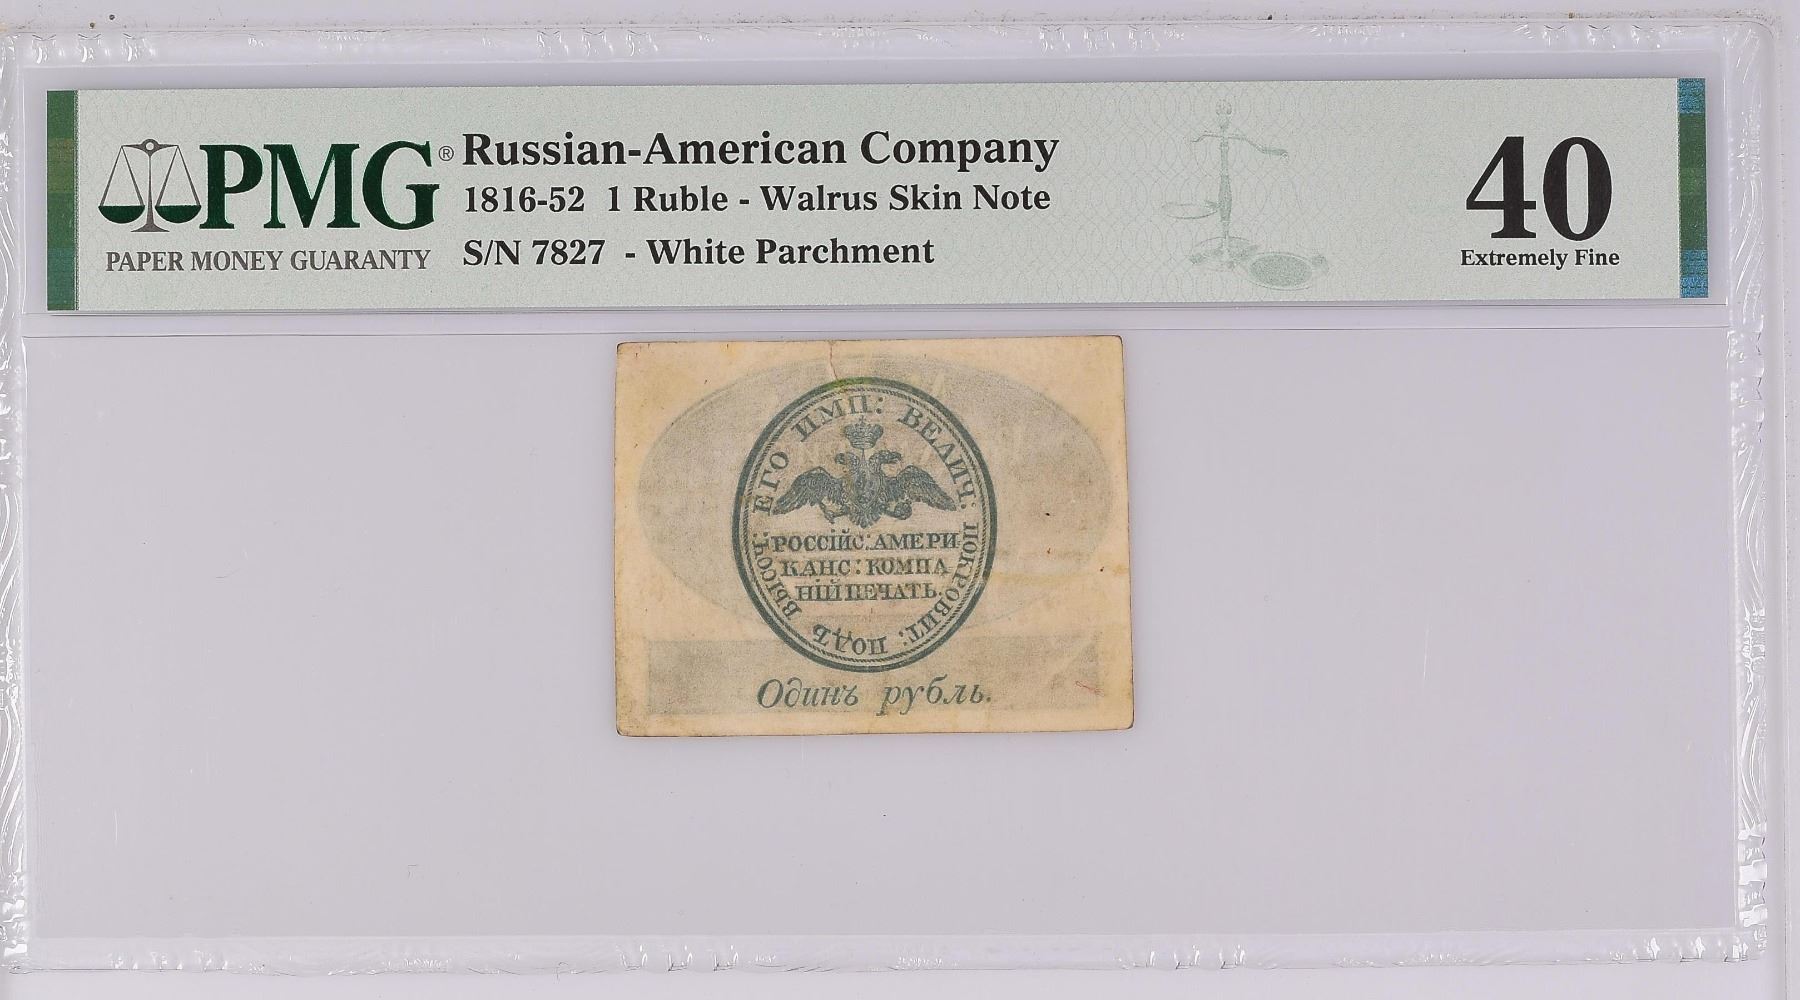 PMG®
PAPER MONEY GUARANTY
Russian-American Company
1816-52 1 Ruble - Walrus Skin Note
S/N 7827 - White Parchment
40
Extremely Fine
ПОДЪ ВЫСОЧ: ЕГО ИМП: ВЕЛИЧ: ПОКРОВИТ:
РОССІЙС: АМЕРИ
КАНС: КОМПА
НІЙ ПЕЧАТЬ.
Одинъ рубль.